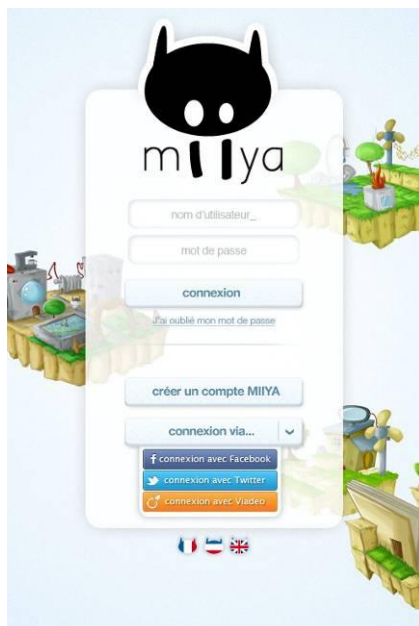 miiya
nom d'utilisateur_
mot de passe
connexion
J'ai oublié mon mot de passe
créer un compte MIIYA
connexion via...
f connexion avec Facebook
connexion avec Twitter
connexion avec Viadeo